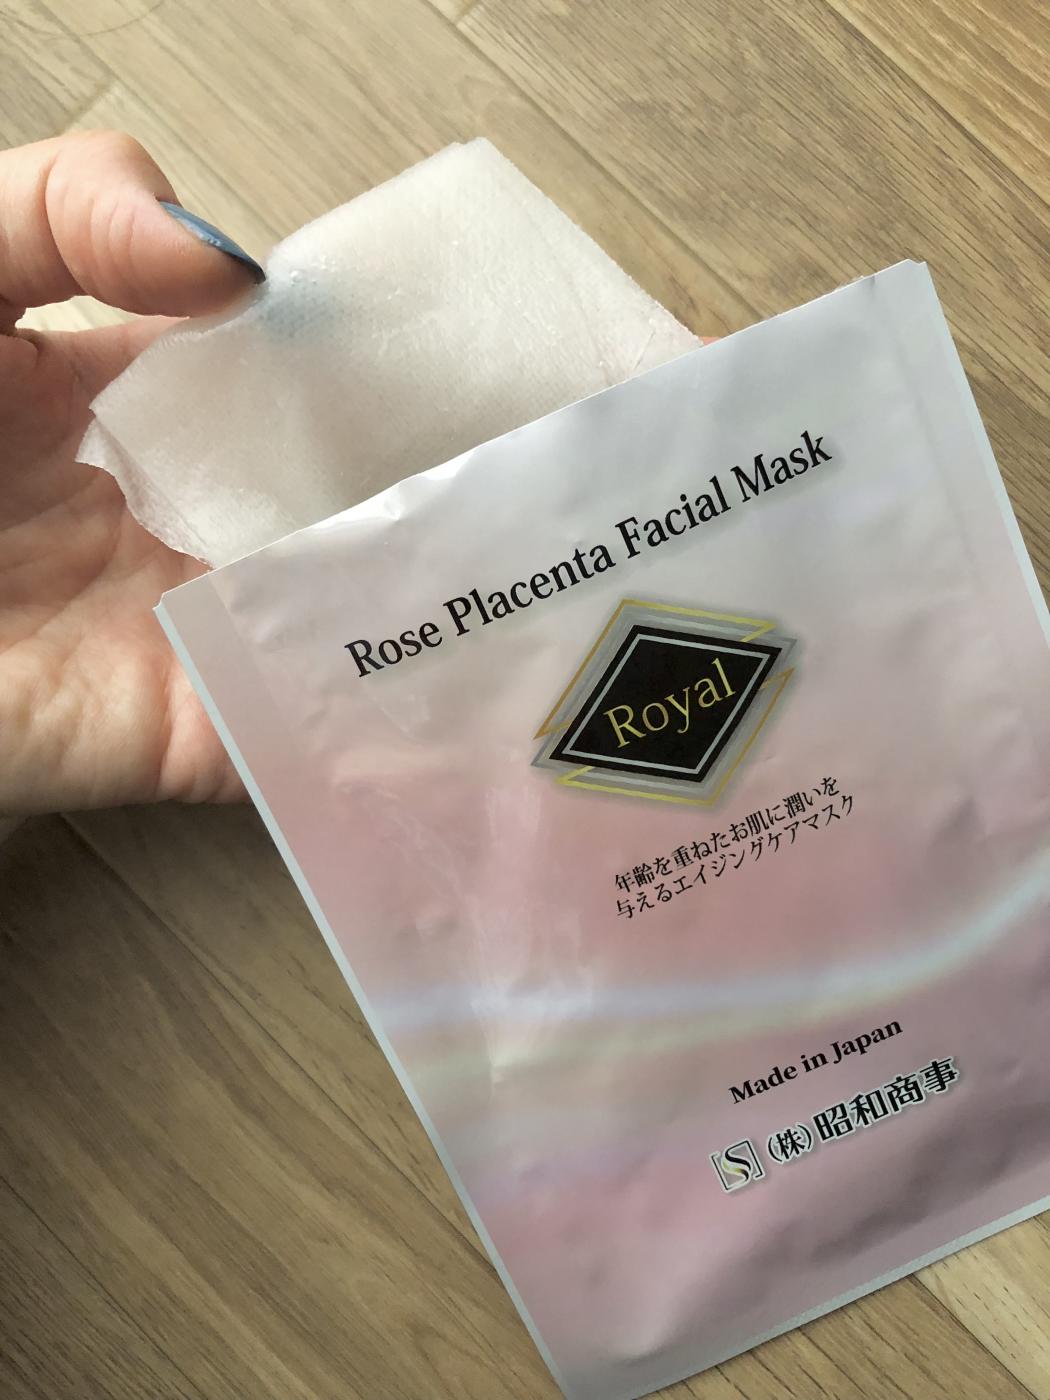 Rose Placenta Facial Mask
Royal
年齢を重ねたお肌に潤いを
与えるエイジングケアマスク
Made in Japan
S (株)昭和商事